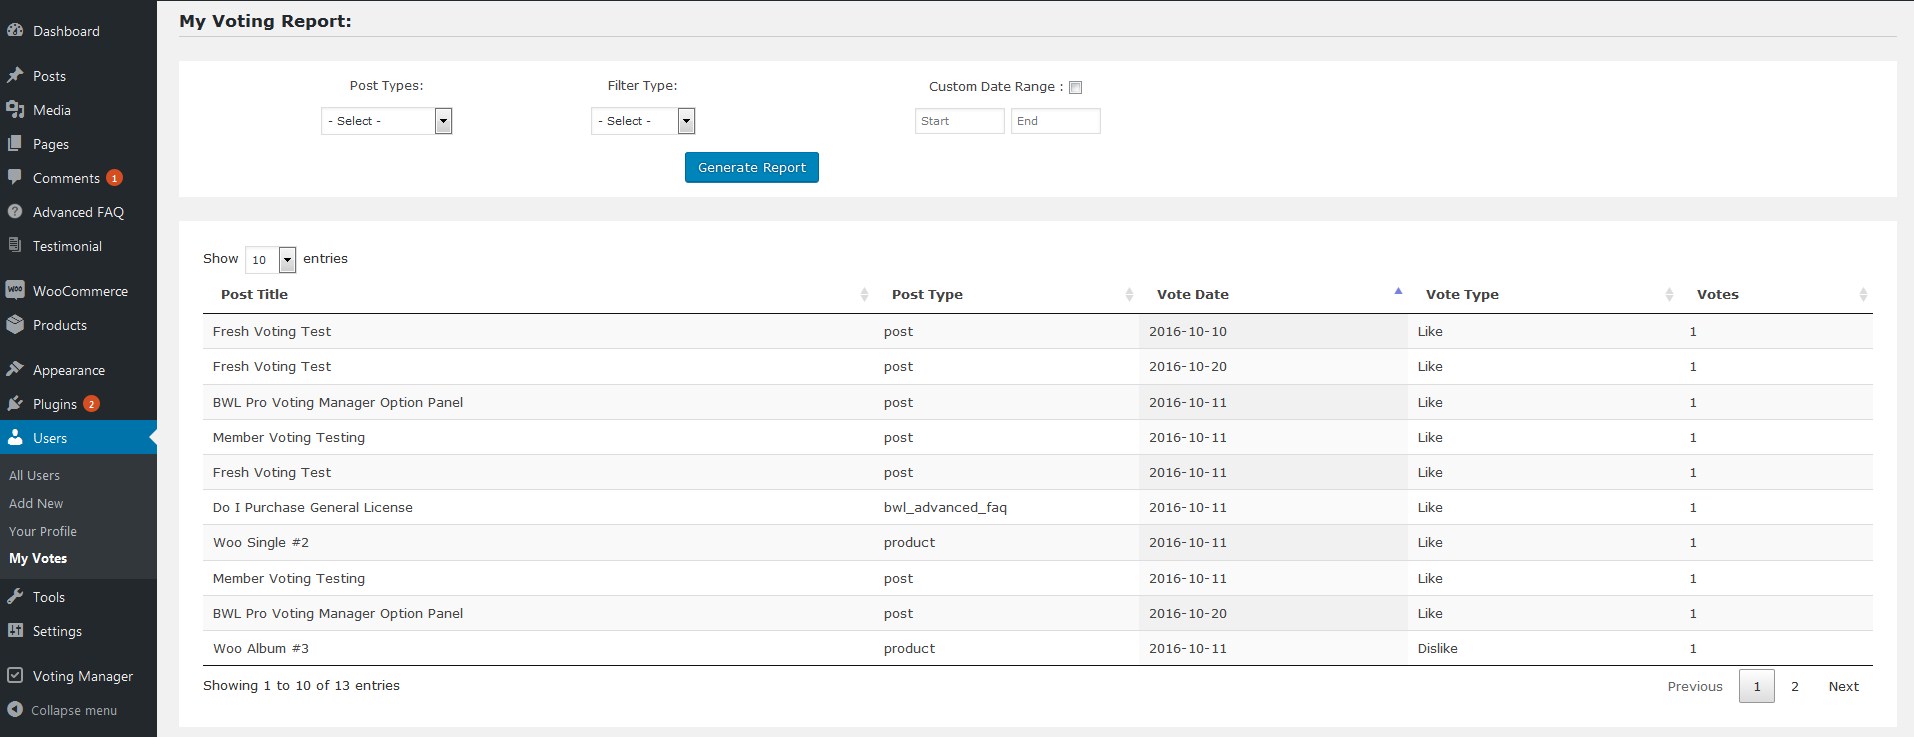 My Voting Report:
Dashboard
Posts
Media
Pages
Comments 1
Advanced FAQ
Testimonial
WooCommerce
Products
Appearance
Plugins 2
Users
All Users
Add New
Your Profile
My Votes
Tools
Settings
Voting Manager
Collapse menu
Post Types: Filter Type: Custom Date Range :
- Select - - Select - Start End
Generate Report
Show 10 entries
Post Title Post Type Vote Date Vote Type Votes
Fresh Voting Test post 2016-10-10 Like 1
Fresh Voting Test post 2016-10-20 Like 1
BWL Pro Voting Manager Option Panel post 2016-10-11 Like 1
Member Voting Testing post 2016-10-11 Like 1
Fresh Voting Test post 2016-10-11 Like 1
Do I Purchase General License bwl_advanced_faq 2016-10-11 Like 1
Woo Single #2 product 2016-10-11 Like 1
Member Voting Testing post 2016-10-11 Like 1
BWL Pro Voting Manager Option Panel post 2016-10-20 Like 1
Woo Album #3 product 2016-10-11 Dislike 1
Showing 1 to 10 of 13 entries Previous 1 2 Next